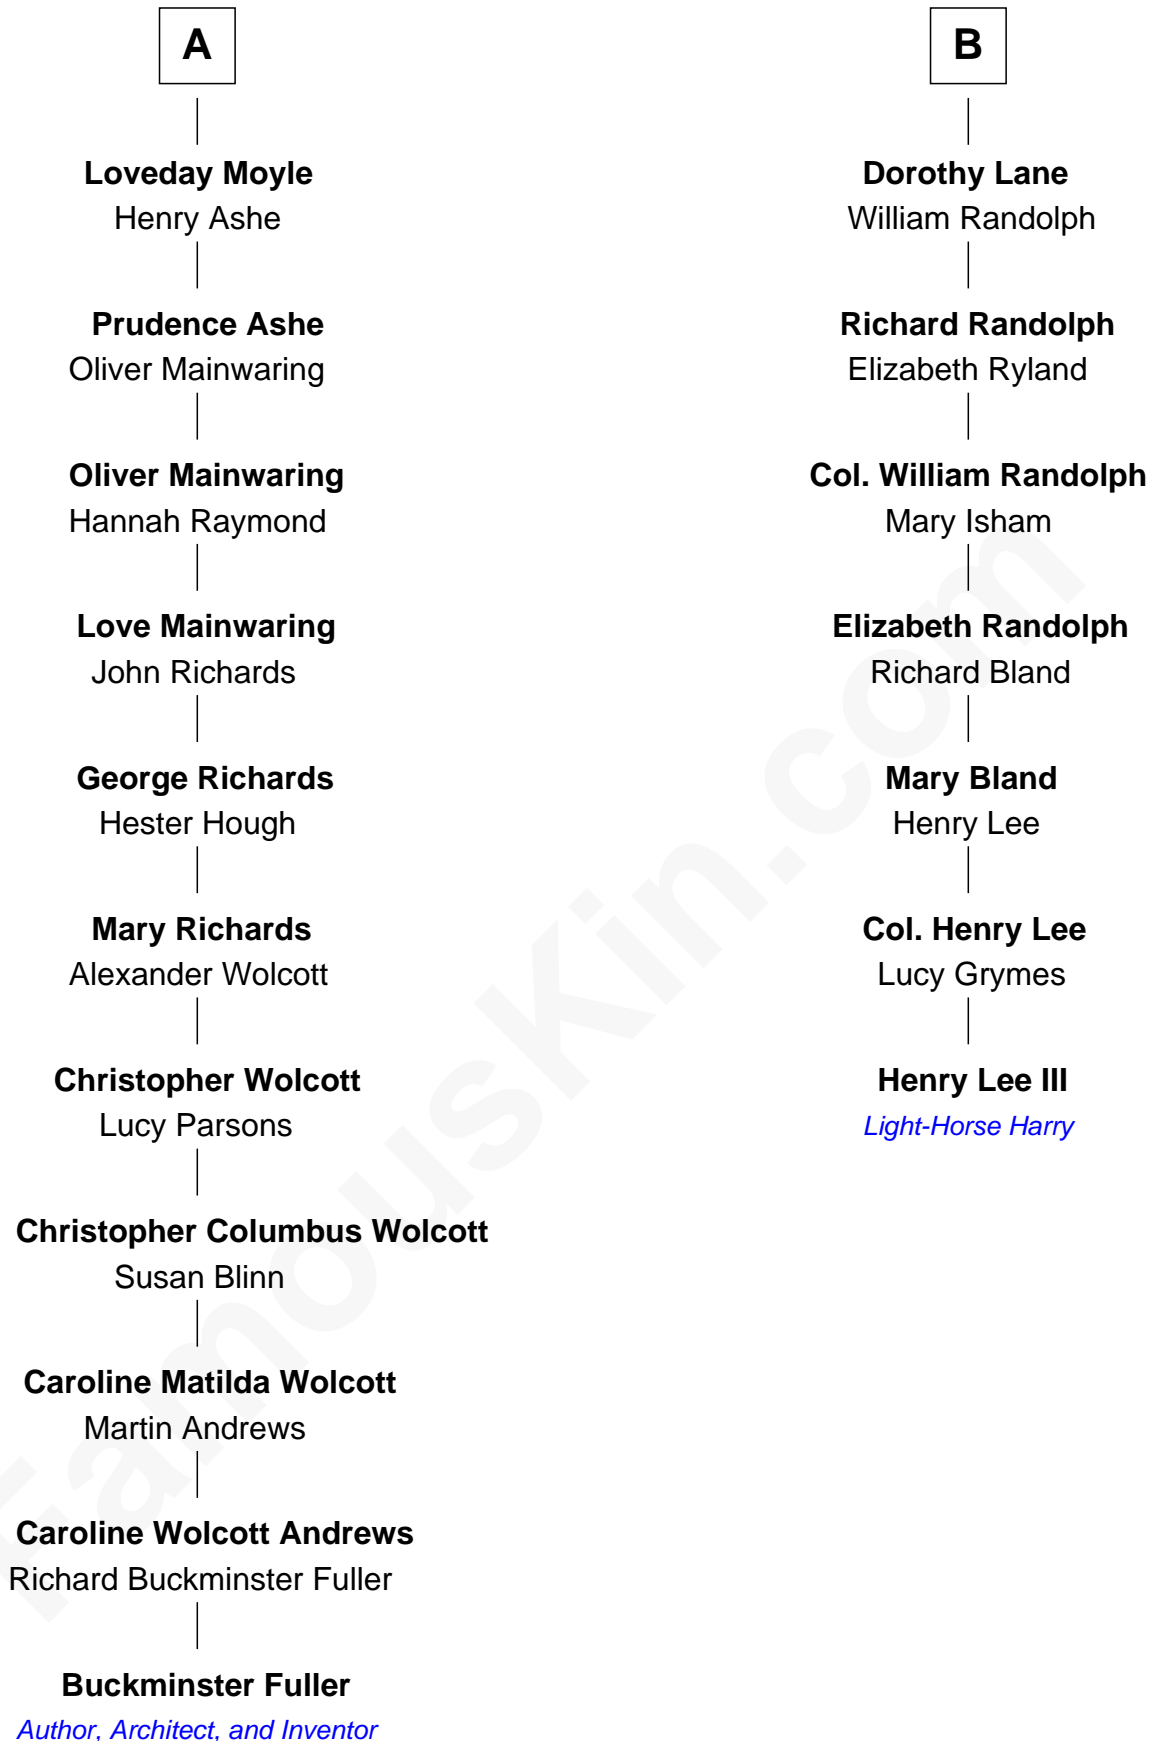 A
Loveday Moyle
Henry Ashe
Prudence Ashe
Oliver Mainwaring
Oliver Mainwaring
Hannah Raymond
Love Mainwaring
John Richards
George Richards
Hester Hough
Mary Richards
Alexander Wolcott
Christopher Wolcott
Lucy Parsons
Christopher Columbus Wolcott
Susan Blinn
Caroline Matilda Wolcott
Martin Andrews
Caroline Wolcott Andrews
Richard Buckminster Fuller
Buckminster Fuller
Author, Architect, and Inventor
B
Dorothy Lane
William Randolph
Richard Randolph
Elizabeth Ryland
Col. William Randolph
Mary Isham
Elizabeth Randolph
Richard Bland
Mary Bland
Henry Lee
Col. Henry Lee
Lucy Grymes
Henry Lee III
Light-Horse Harry
FamousKin.com